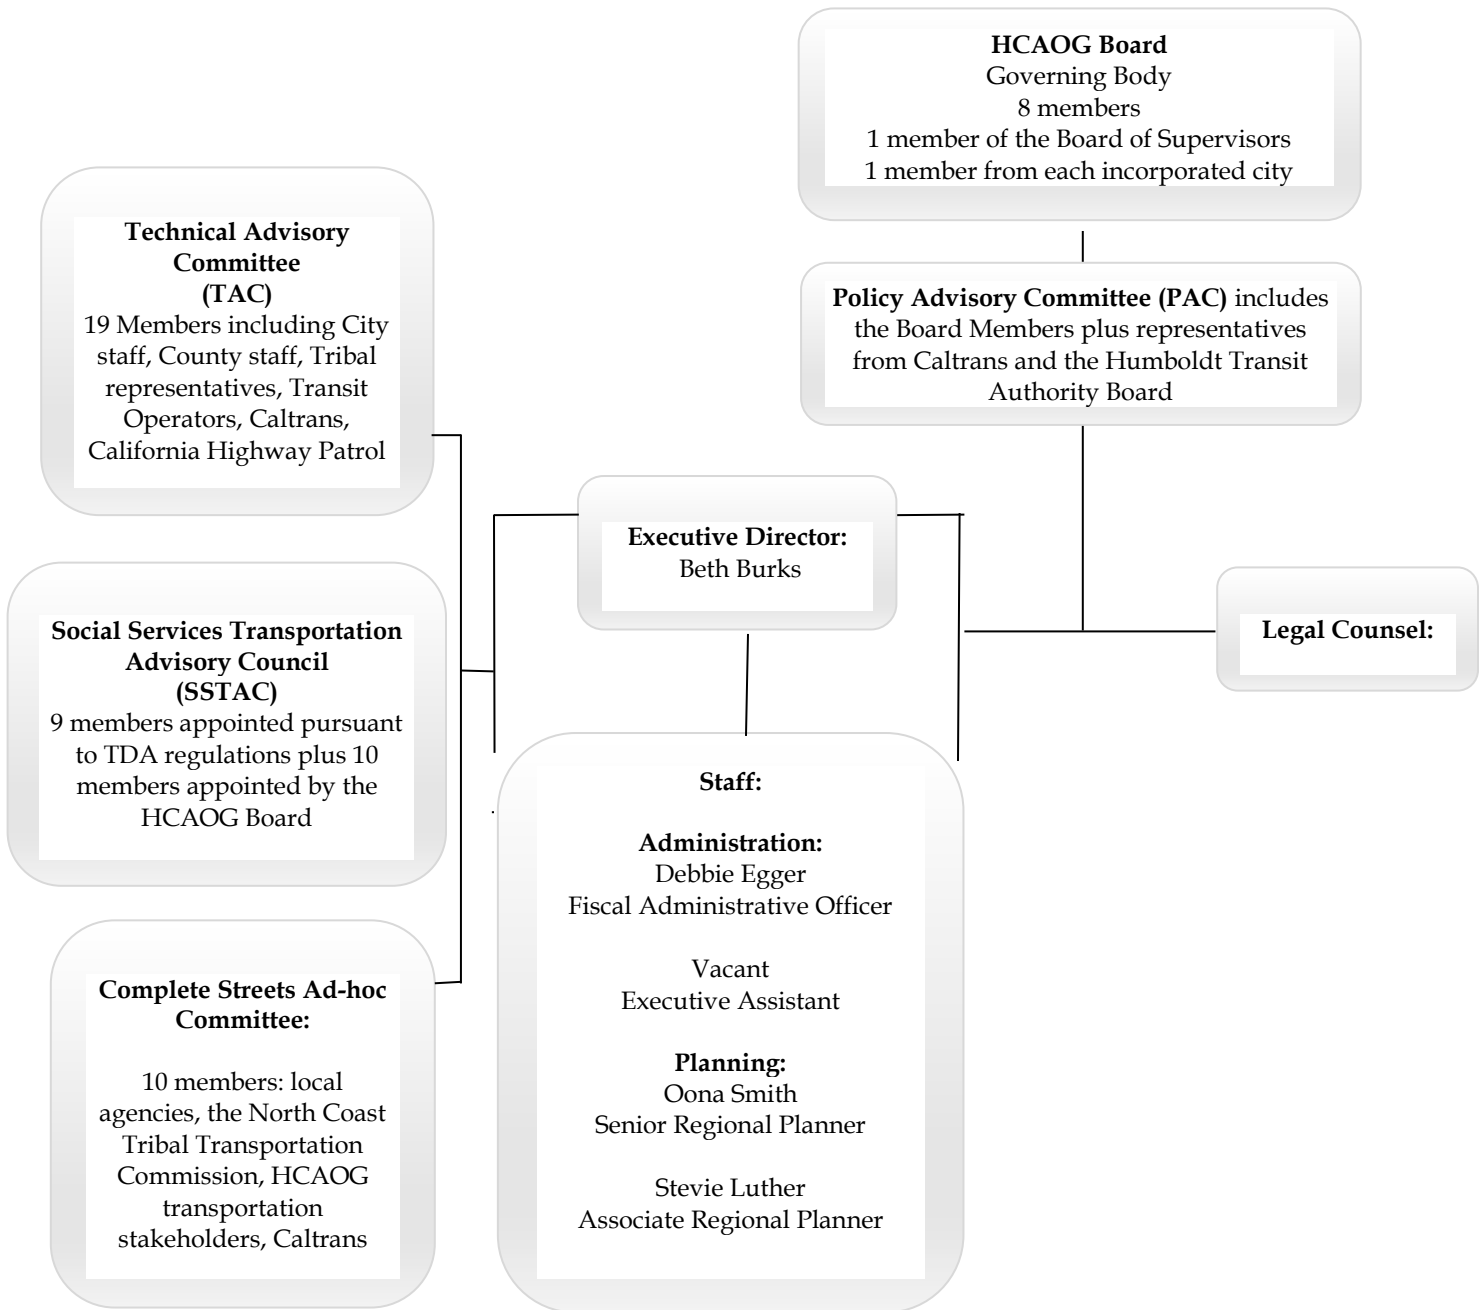 HCAOG Board
Governing Body
8 members
1 member of the Board of Supervisors
1 member from each incorporated city
Technical Advisory
Committee
(TAC)
19 Members including City
staff, County staff, Tribal
representatives, Transit
Operators, Caltrans,
California Highway Patrol
Policy Advisory Committee (PAC) includes
the Board Members plus representatives
from Caltrans and the Humboldt Transit
Authority Board
Executive Director:
Beth Burks
Legal Counsel:
Social Services Transportation
Advisory Council
(SSTAC)
9 members appointed pursuant
to TDA regulations plus 10
members appointed by the
HCAOG Board
Staff:
Administration:
Debbie Egger
Fiscal Administrative Officer
Vacant
Executive Assistant
Planning:
Oona Smith
Senior Regional Planner
Stevie Luther
Associate Regional Planner
Complete Streets Ad-hoc
Committee:
10 members: local
agencies, the North Coast
Tribal Transportation
Commission, HCAOG
transportation
stakeholders, Caltrans